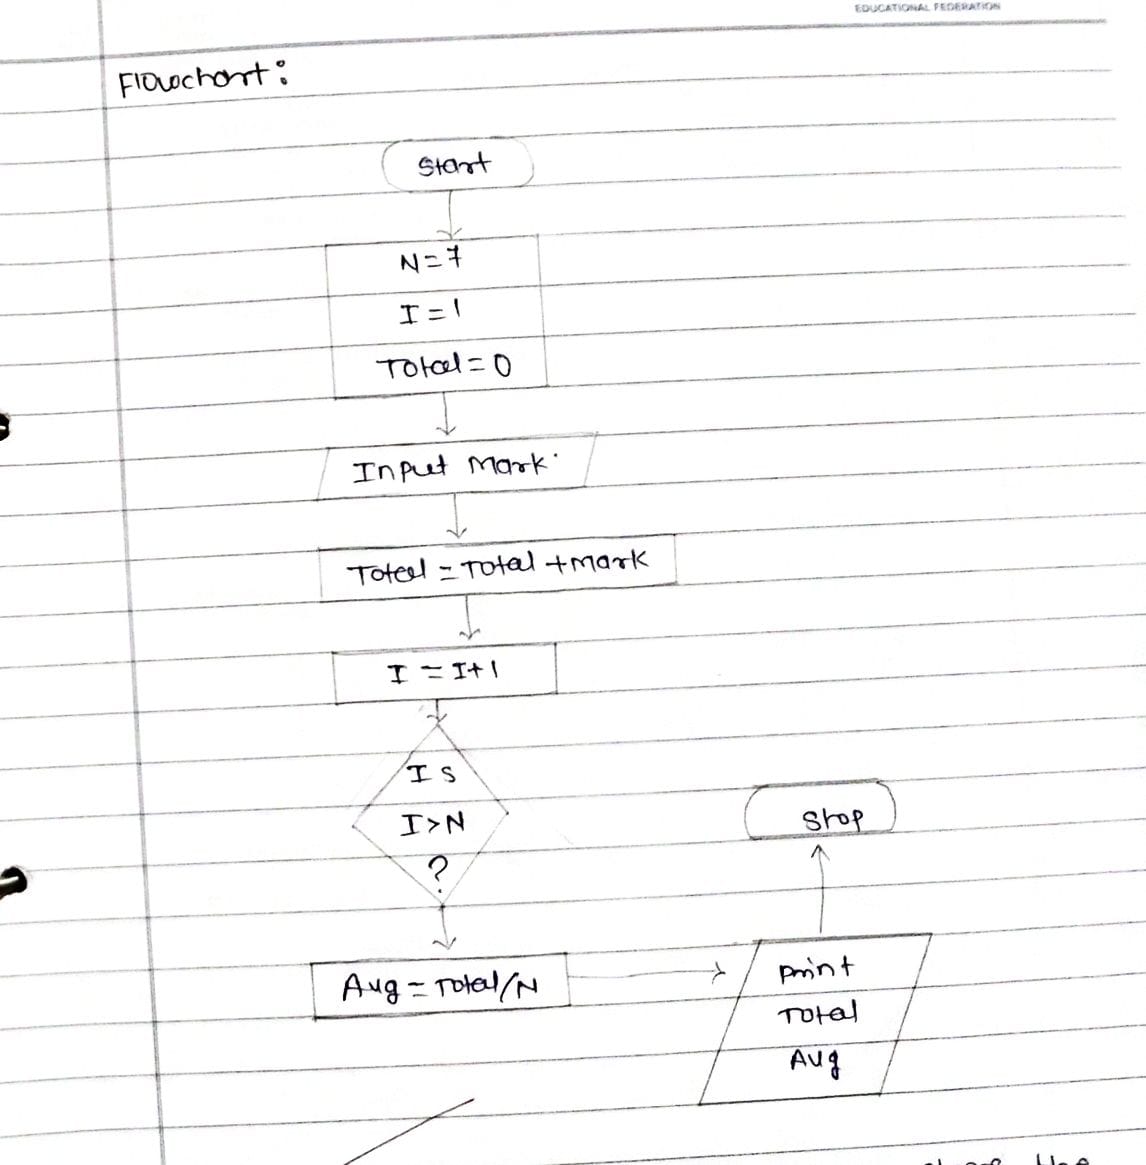 EDUCATIONAL FEDERATION
Flowchart:
Start
N=7
I=1
Total=0
Input Mark.
Total = Total + Mark
I = I+1
Is
I>N
?
Stop
Avg = Total/N
print
Total
Avg
the